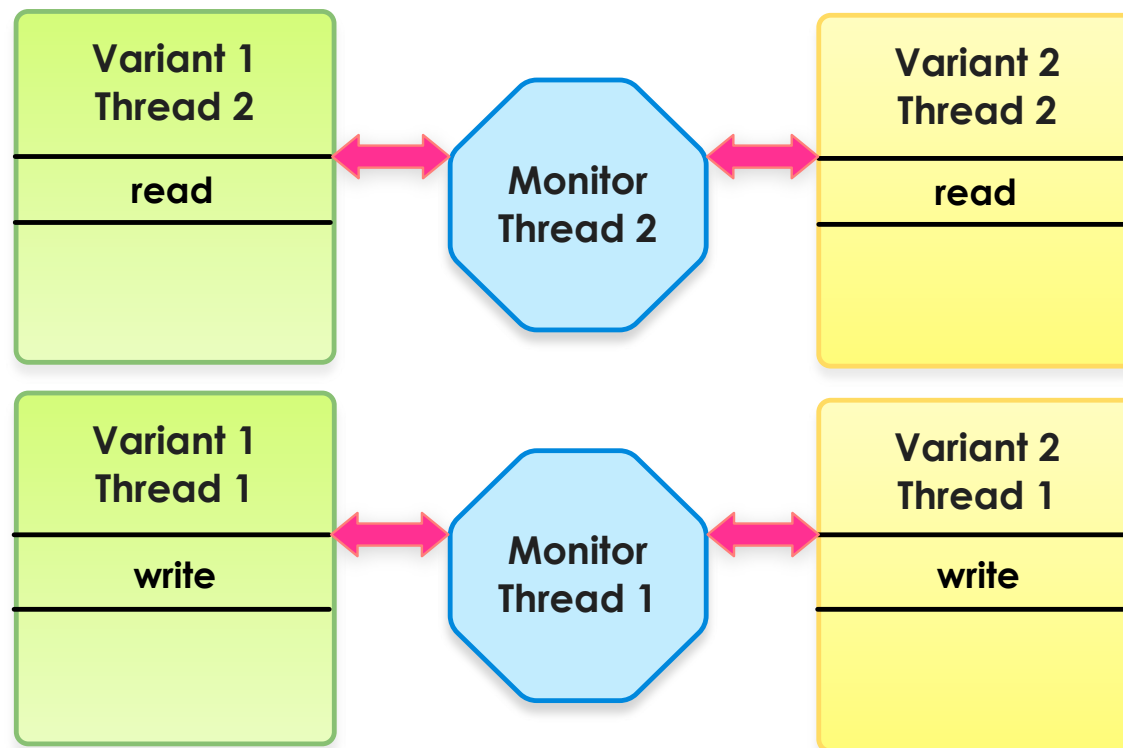 Variant 1
Thread 2
read
Monitor
Thread 2
Variant 2
Thread 2
read
Variant 1
Thread 1
write
Monitor
Thread 1
Variant 2
Thread 1
write